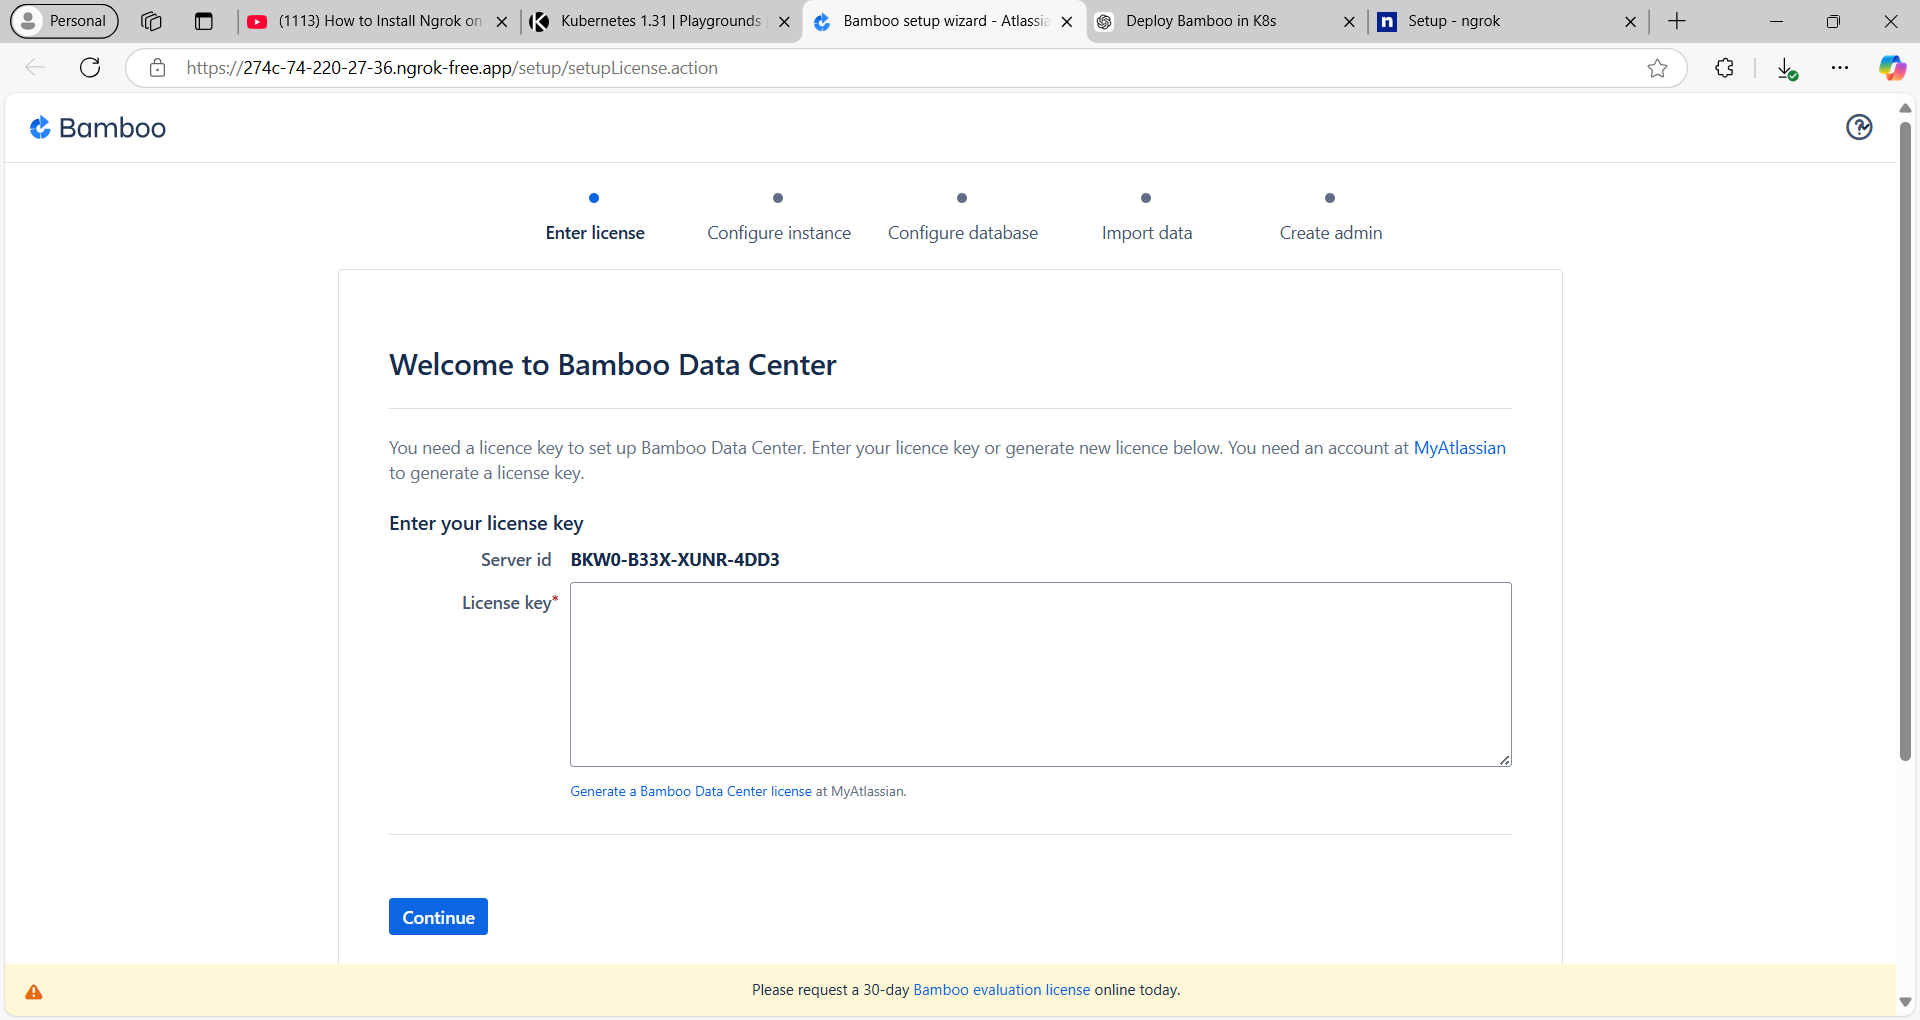 Personal
(1113) How to Install Ngrok on
Kubernetes 1.31 | Playgrounds
Bamboo setup wizard - Atlassia
Deploy Bamboo in K8s
Setup - ngrok
https://274c-74-220-27-36.ngrok-free.app/setup/setupLicense.action
Bamboo
Enter license
Configure instance
Configure database
Import data
Create admin
Welcome to Bamboo Data Center
You need a licence key to set up Bamboo Data Center. Enter your licence key or generate new licence below. You need an account at MyAtlassian
to generate a license key.
Enter your license key
Server id BKW0-B33X-XUNR-4DD3
License key*
Generate a Bamboo Data Center license at MyAtlassian.
Continue
Please request a 30-day Bamboo evaluation license online today.